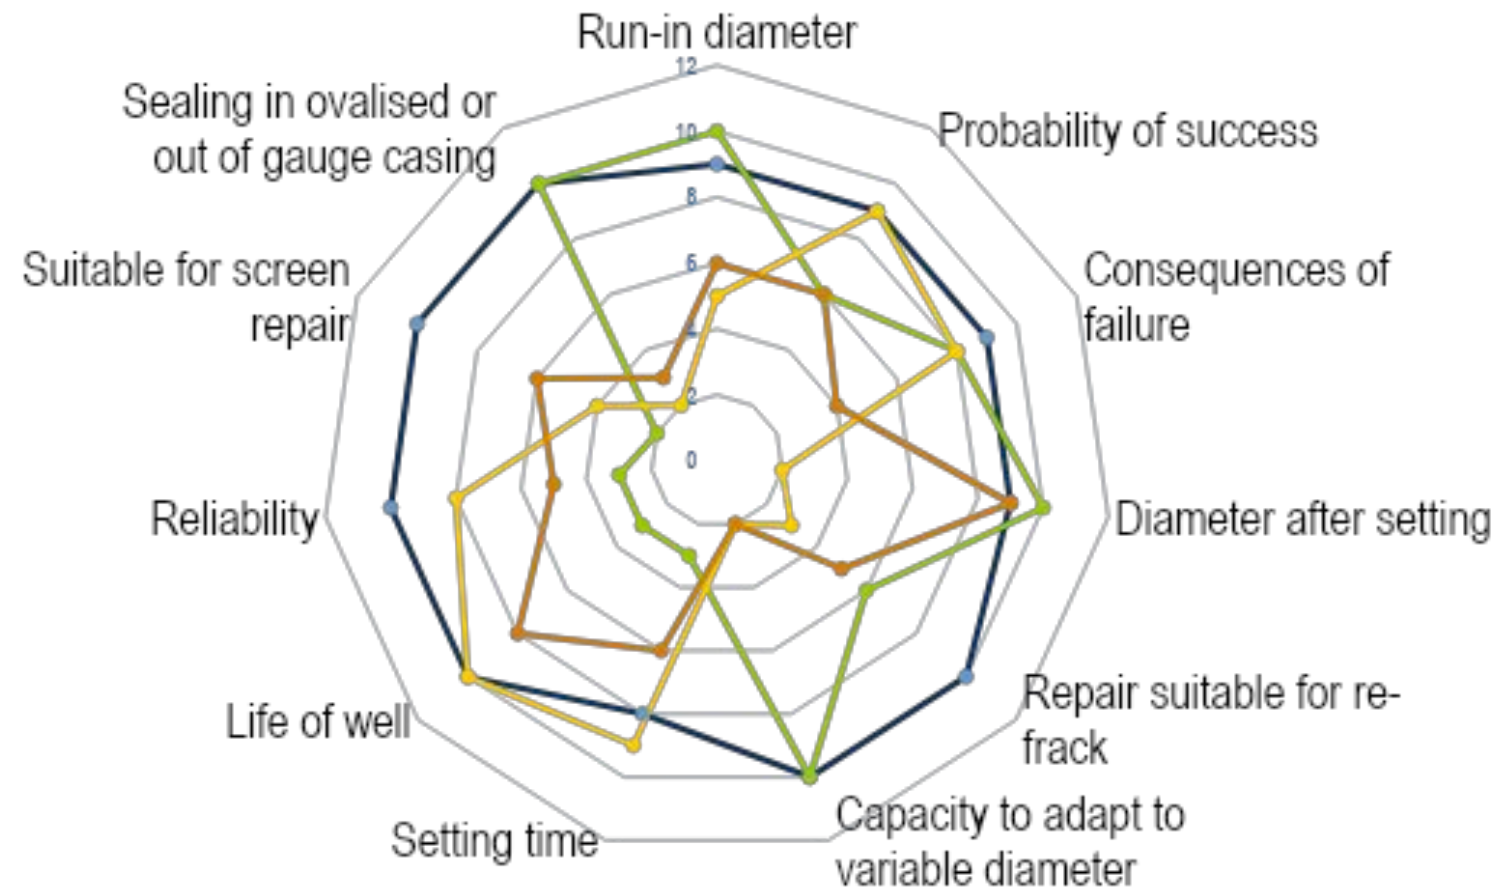 Run-in diameter
12
Sealing in ovalised or
out of gauge casing
10
Probability of success
8
Suitable for screen
repair
6
Consequences of
failure
4
2
0
Reliability
Diameter after setting
Life of well
Repair suitable for re-
frack
Setting time
Capacity to adapt to
variable diameter